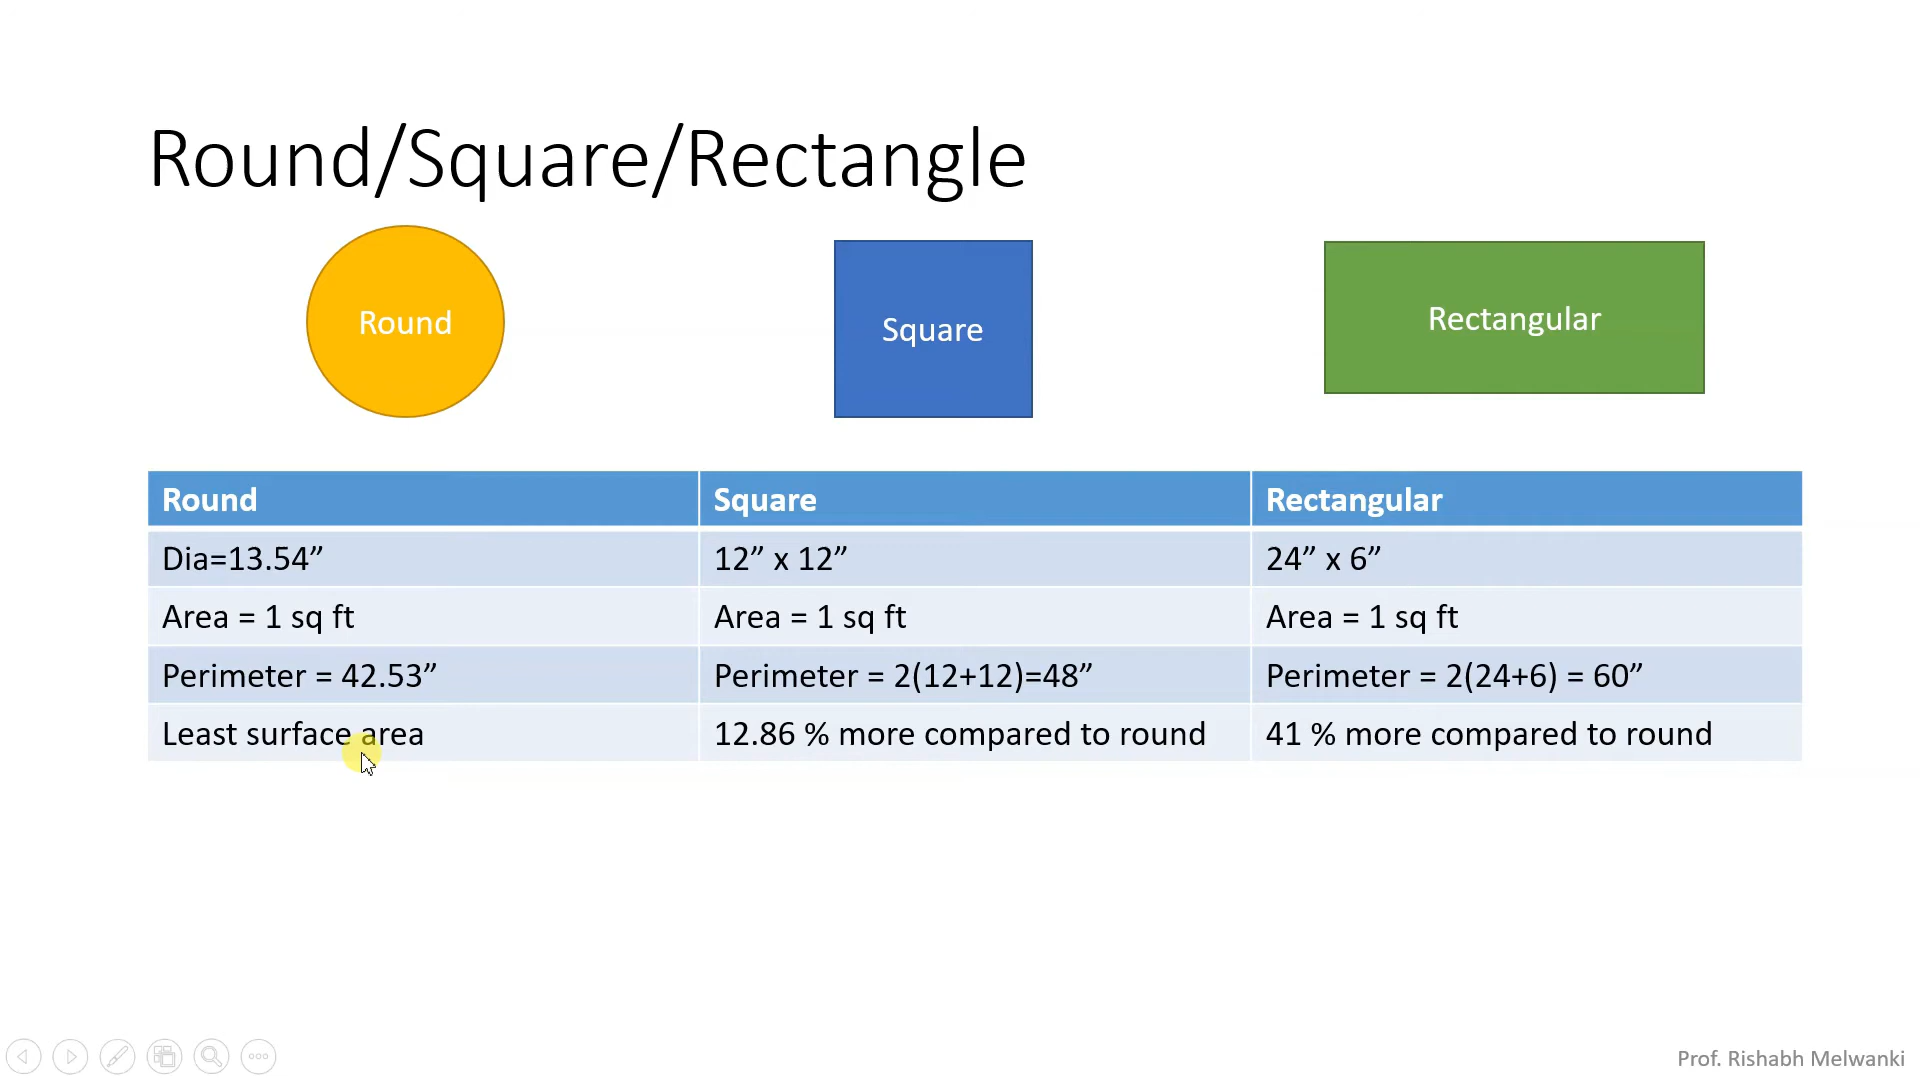 Round/Square/Rectangle
Round
Square
Rectangular
Round Square Rectangular
Dia=13.54” 12” x 12” 24” x 6”
Area = 1 sq ft Area = 1 sq ft Area = 1 sq ft
Perimeter = 42.53” Perimeter = 2(12+12)=48” Perimeter = 2(24+6) = 60”
Least surface area 12.86 % more compared to round 41 % more compared to round
Prof. Rishabh Melwanki